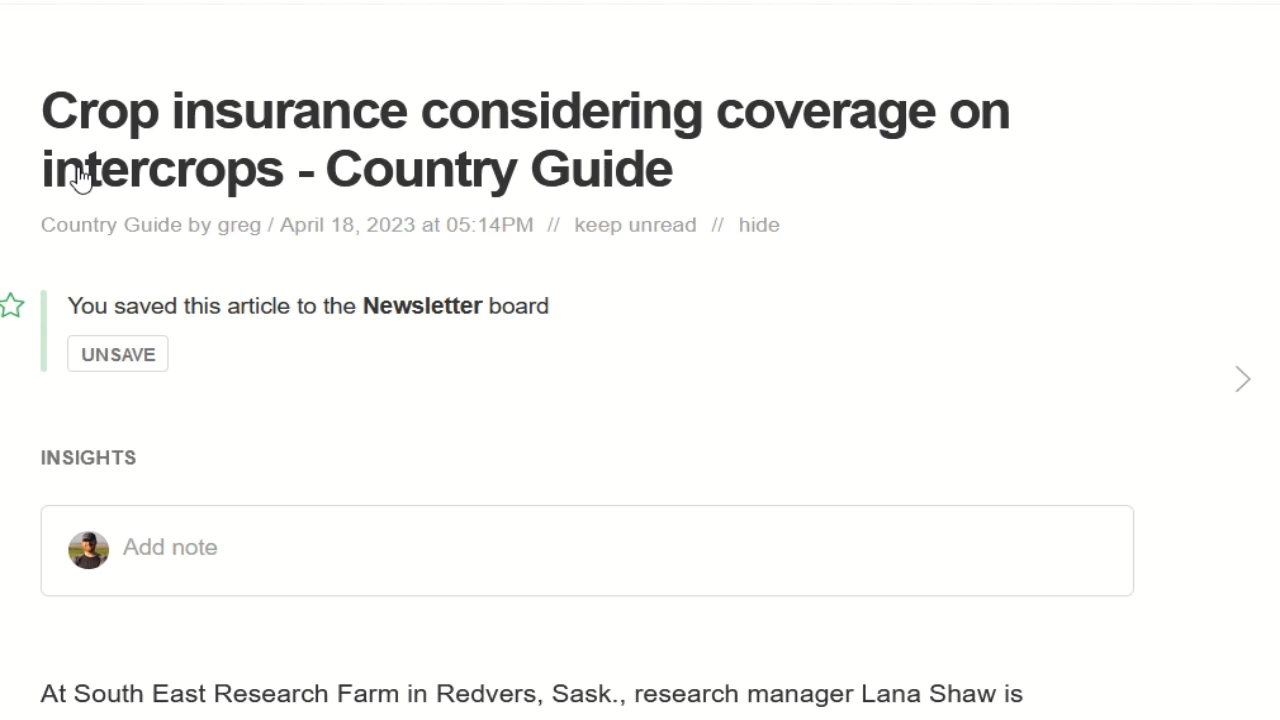 Crop insurance considering coverage on
intercrops - Country Guide
Country Guide by greg / April 18, 2023 at 05:14PM // keep unread // hide
You saved this article to the Newsletter board
UNSAVE
INSIGHTS
Add note
At South East Research Farm in Redvers, Sask., research manager Lana Shaw is